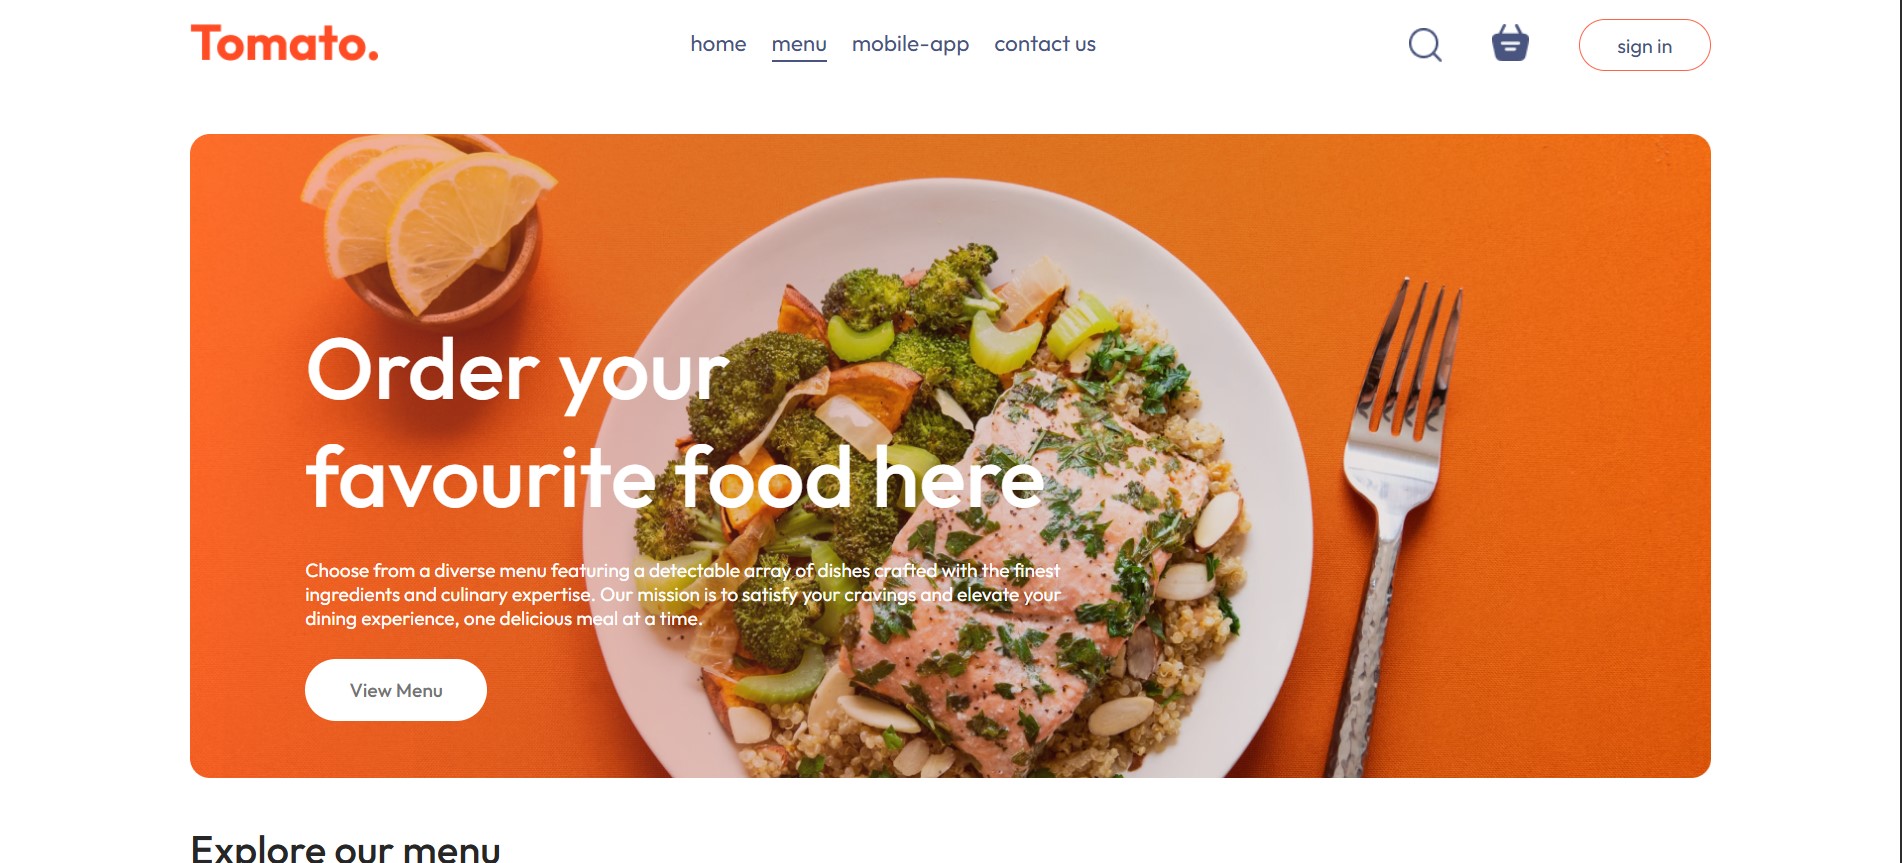 Tomato.
home menu mobile-app contact us
sign in
Order your
favourite food here
Choose from a diverse menu featuring a detectable array of dishes crafted with the finest
ingredients and culinary expertise. Our mission is to satisfy your cravings and elevate your
dining experience, one delicious meal at a time.
View Menu
Explore our menu